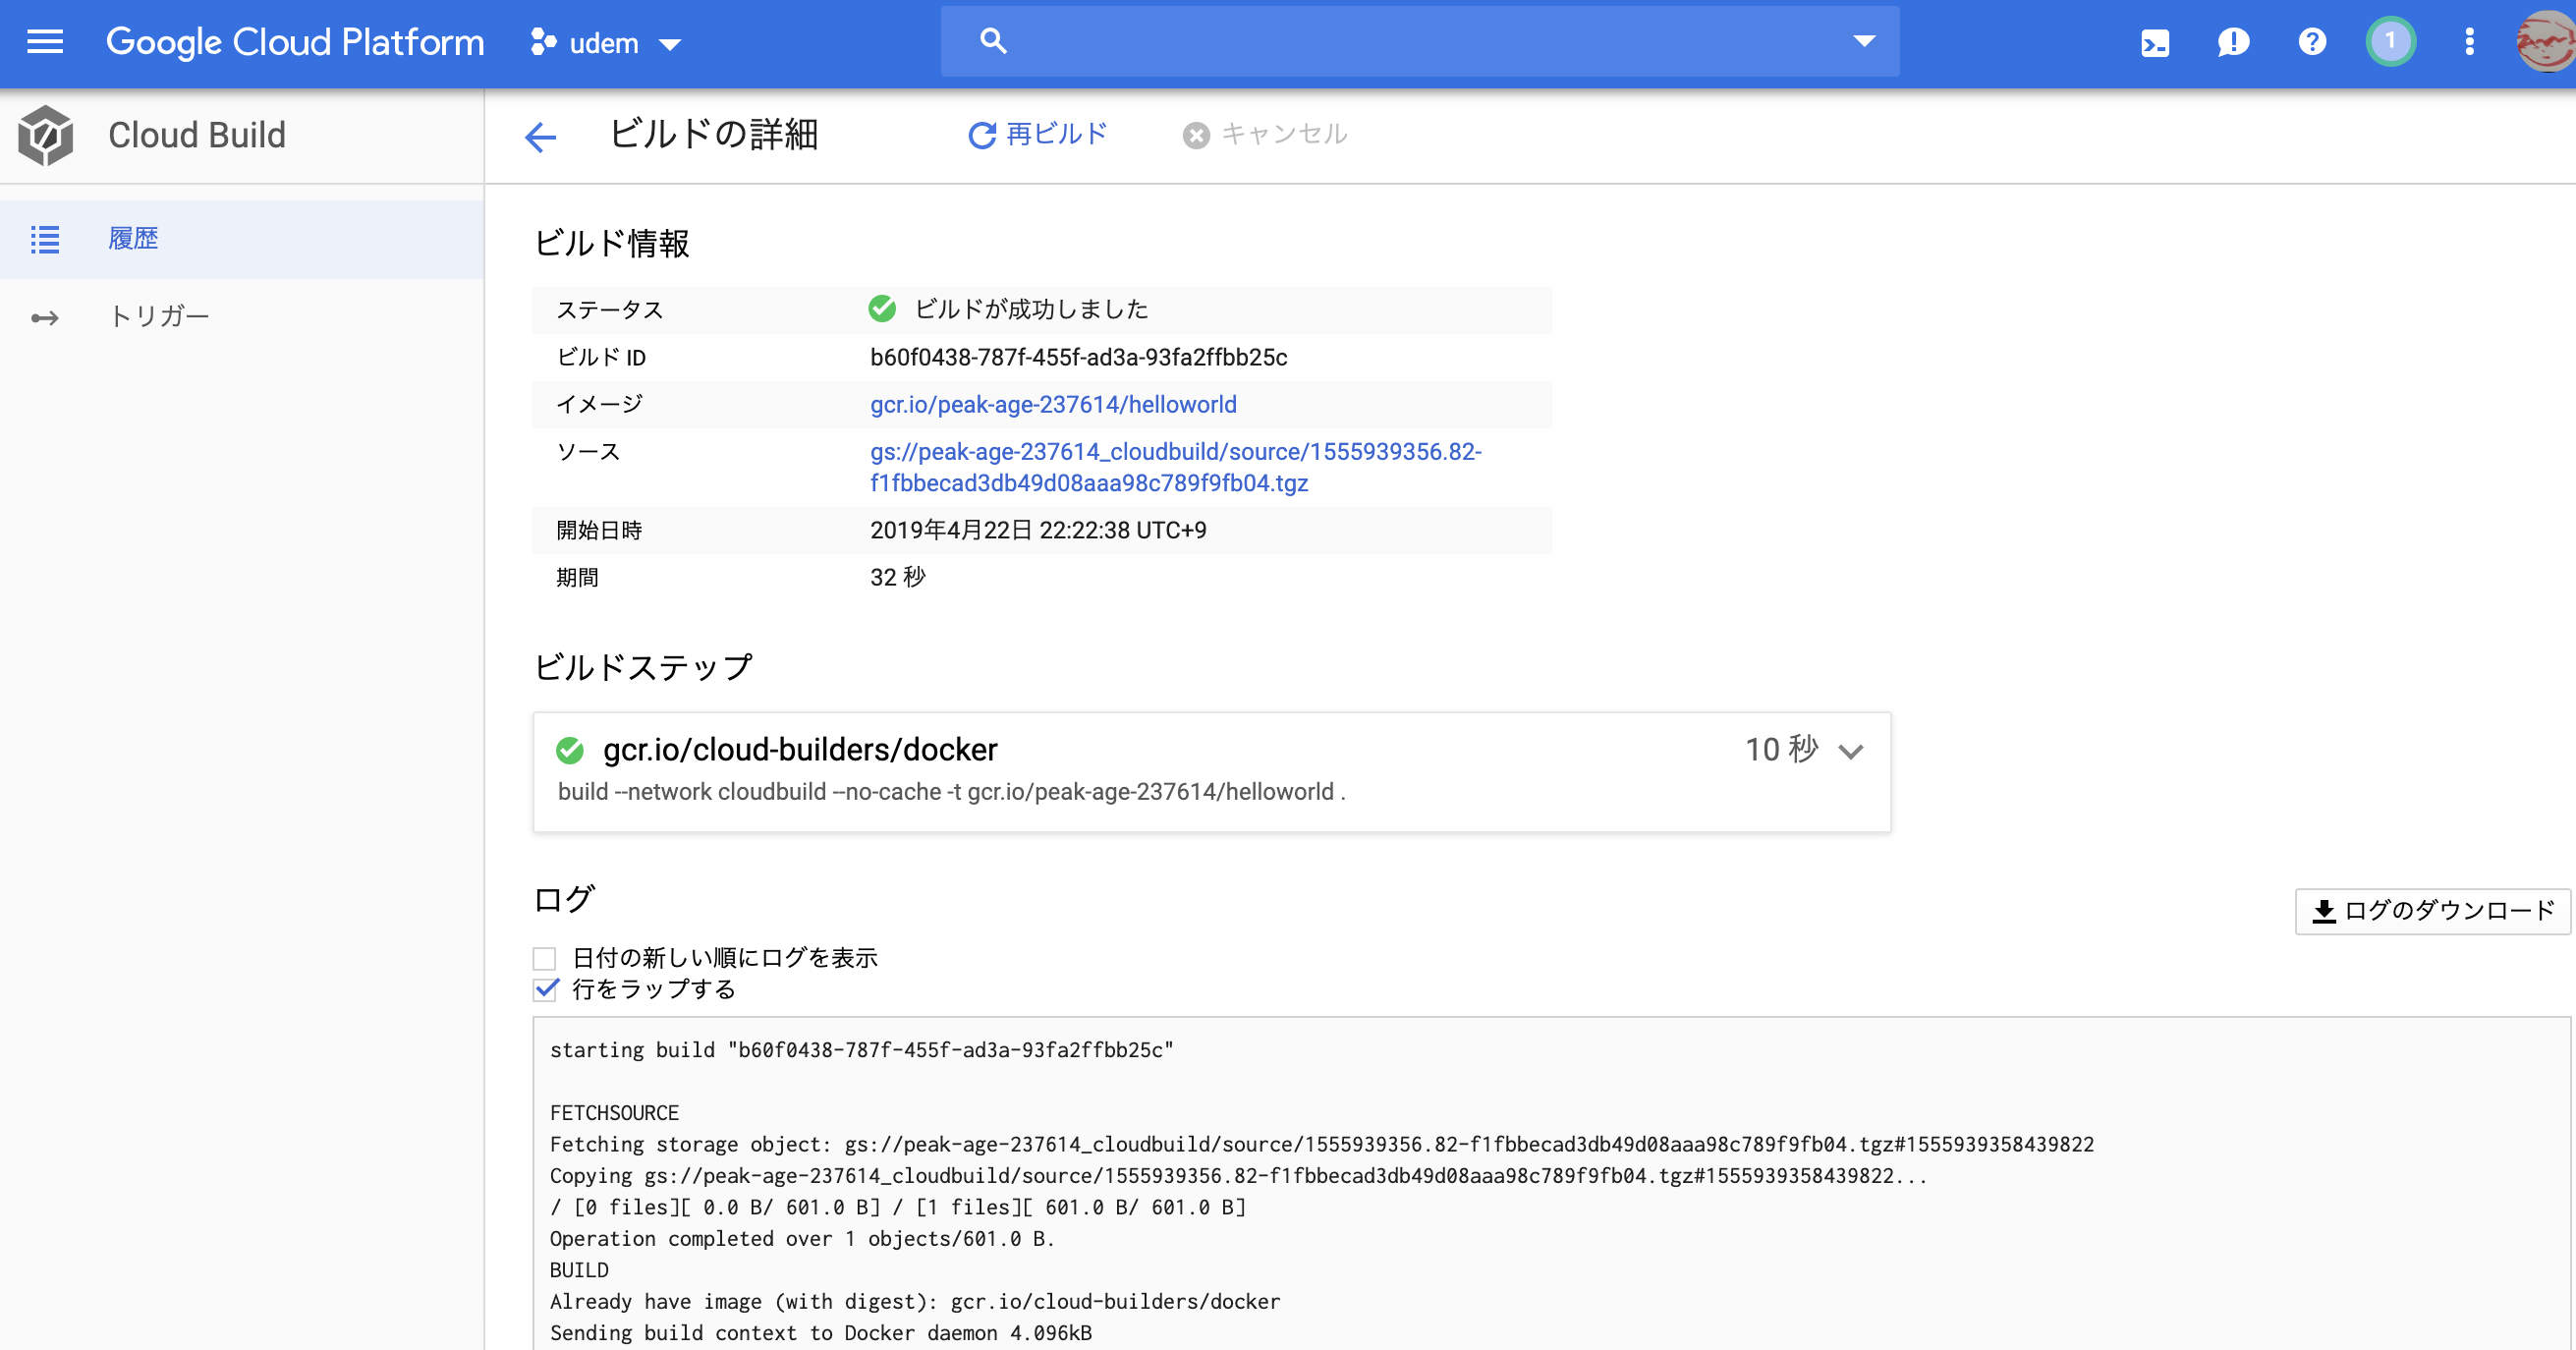 Google Cloud Platform
udem
1
Cloud Build
ビルドの詳細
再ビルド
キャンセル
履歴
トリガー
ビルド情報
ステータス ビルドが成功しました
ビルド ID b60f0438-787f-455f-ad3a-93fa2ffbb25c
イメージ gcr.io/peak-age-237614/helloworld
ソース gs://peak-age-237614_cloudbuild/source/1555939356.82-
f1fbbecad3db49d08aaa98c789f9fb04.tgz
開始日時 2019年4月22日 22:22:38 UTC+9
期間 32 秒
ビルドステップ
gcr.io/cloud-builders/docker 10 秒
build --network cloudbuild --no-cache -t gcr.io/peak-age-237614/helloworld .
ログ
ログのダウンロード
日付の新しい順にログを表示
行をラップする
starting build "b60f0438-787f-455f-ad3a-93fa2ffbb25c"
FETCHSOURCE
Fetching storage object: gs://peak-age-237614_cloudbuild/source/1555939356.82-f1fbbecad3db49d08aaa98c789f9fb04.tgz#1555939358439822
Copying gs://peak-age-237614_cloudbuild/source/1555939356.82-f1fbbecad3db49d08aaa98c789f9fb04.tgz#1555939358439822...
/ [0 files][ 0.0 B/ 601.0 B] / [1 files][ 601.0 B/ 601.0 B]
Operation completed over 1 objects/601.0 B.
BUILD
Already have image (with digest): gcr.io/cloud-builders/docker
Sending build context to Docker daemon 4.096kB